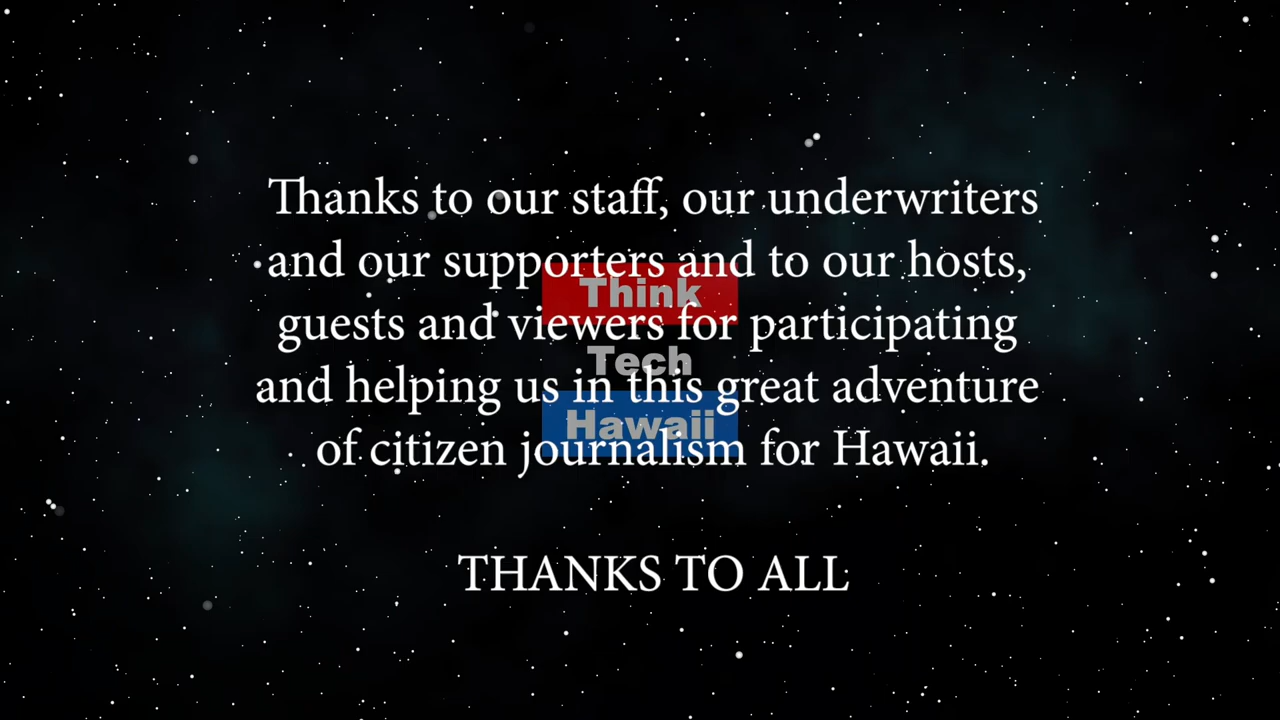 Thanks to our staff, our underwriters
and our supporters and to our hosts,
Think
guests and viewers for participating
Tech
and helping us in this great adventure
Hawaii
of citizen journalism for Hawaii.
THANKS TO ALL